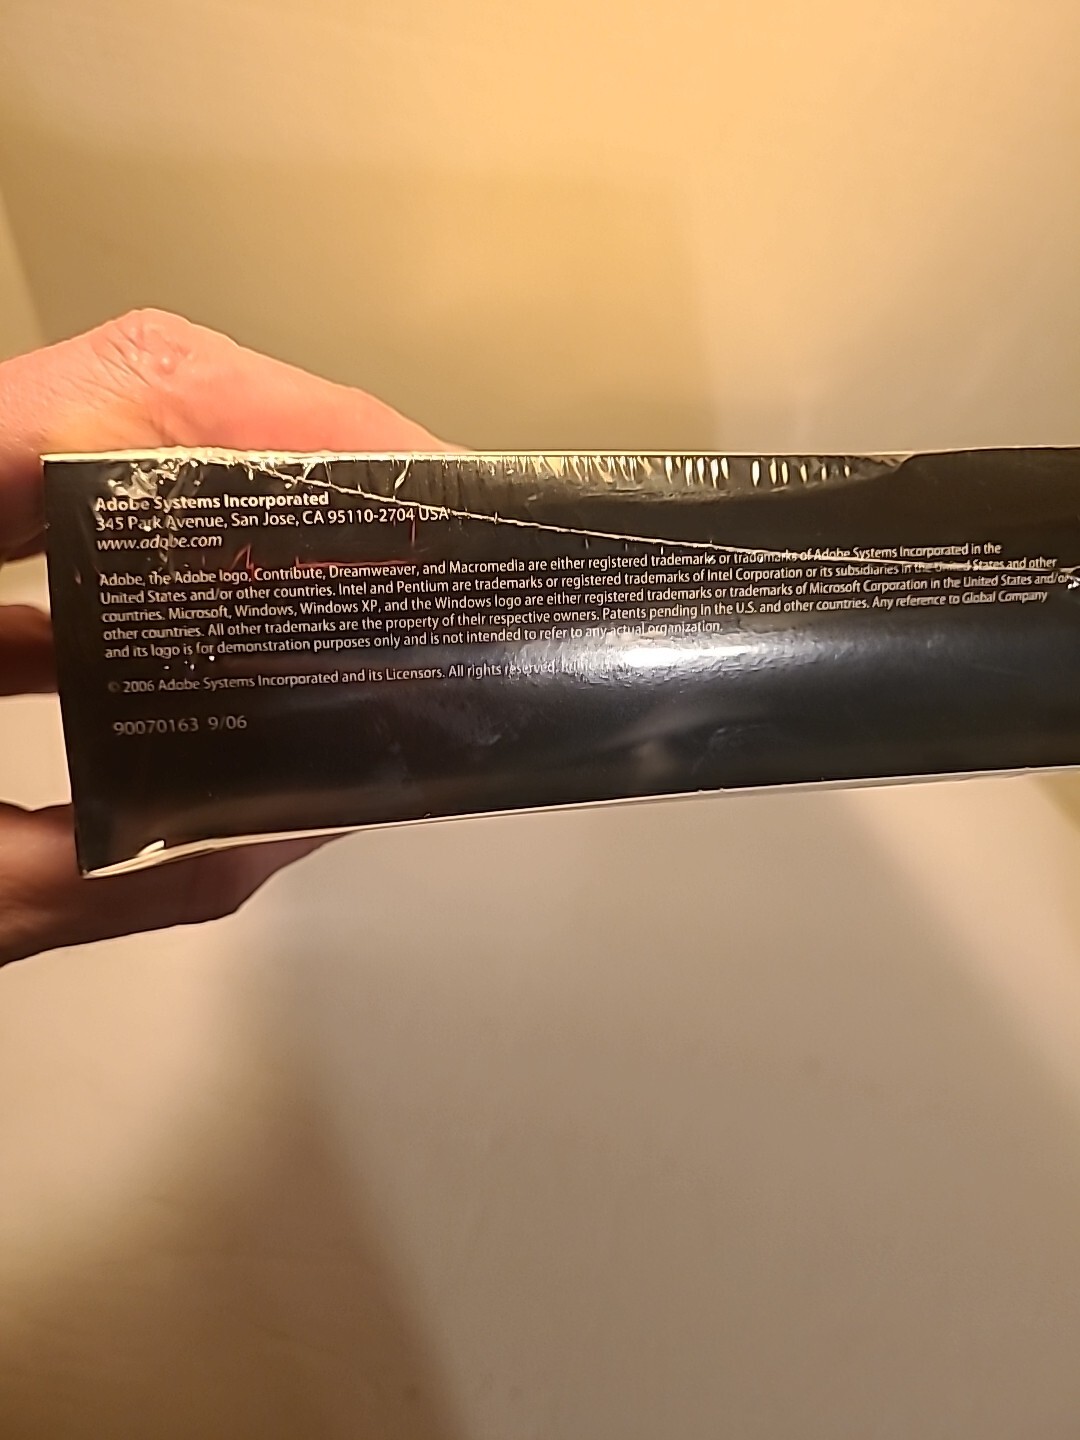 Adobe Systems Incorporated
345 Park Avenue, San Jose, CA 95110-2704 USA
www.adobe.com
Adobe, the Adobe logo, Contribute, Dreamweaver, and Macromedia are either registered trademarks or trademarks of Adobe Systems Incorporated in the
United States and/or other countries. Intel and Pentium are trademarks or registered trademarks of Intel Corporation or its subsidiaries in the United States and other
countries. Microsoft, Windows, Windows XP, and the Windows logo are either registered trademarks or trademarks of Microsoft Corporation in the United States and/or
other countries. All other trademarks are the property of their respective owners. Patents pending in the U.S. and other countries. Any reference to Global Company
and its logo is for demonstration purposes only and is not intended to refer to any actual organization.
© 2006 Adobe Systems Incorporated and its Licensors. All rights reserved.
90070163 9/06